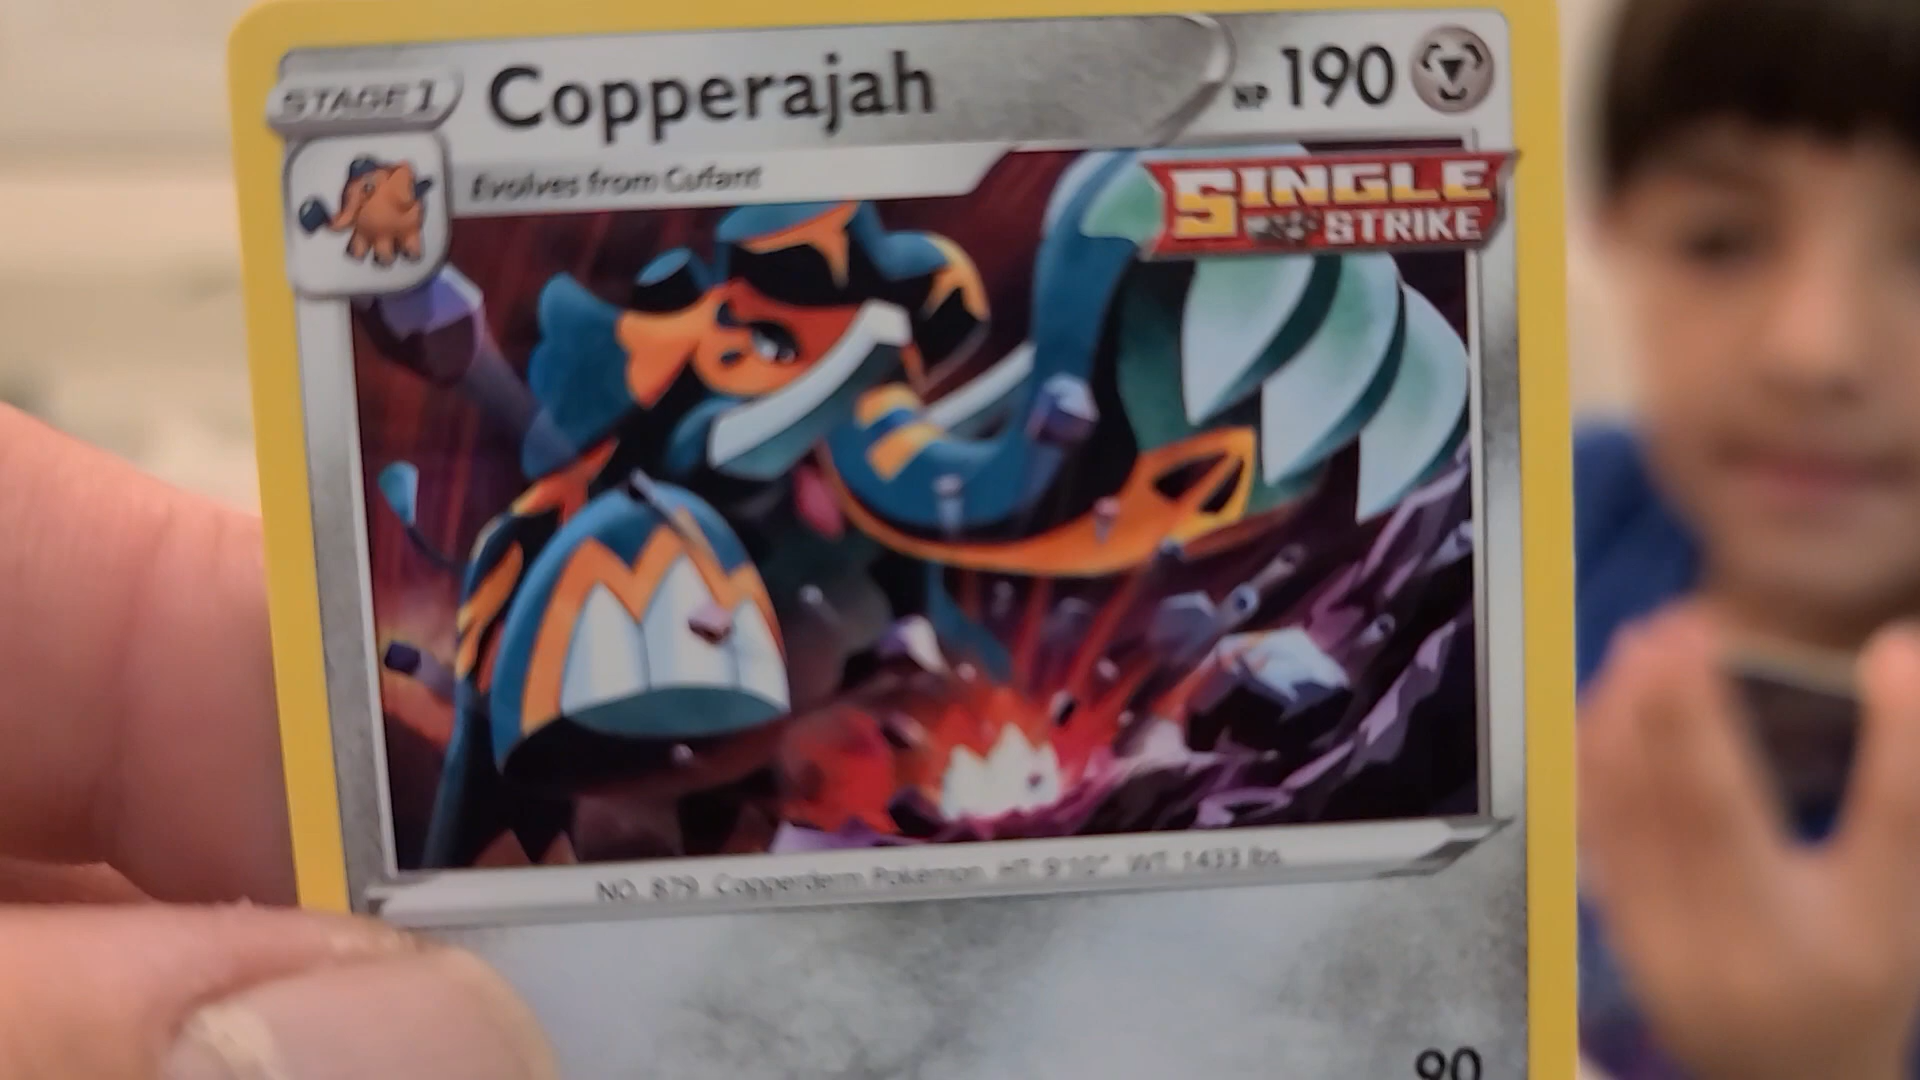 STAGE 1
Copperajah
HP 190
Evolves from Cufant
SINGLE
STRIKE
NO. 879 Copperderm Pokémon HT: 9'10" WT: 1433 lbs.
90